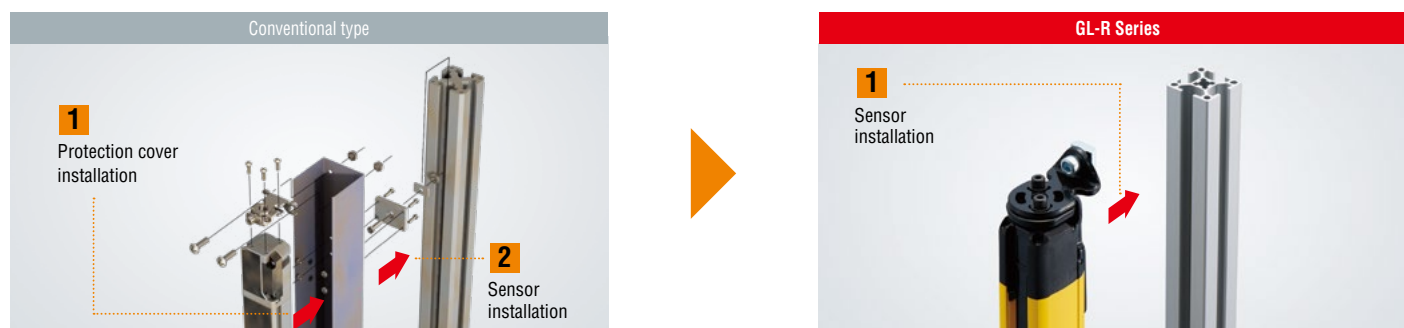 Conventional type
1
Protection cover
installation
2
Sensor
installation
GL-R Series
1
Sensor
installation